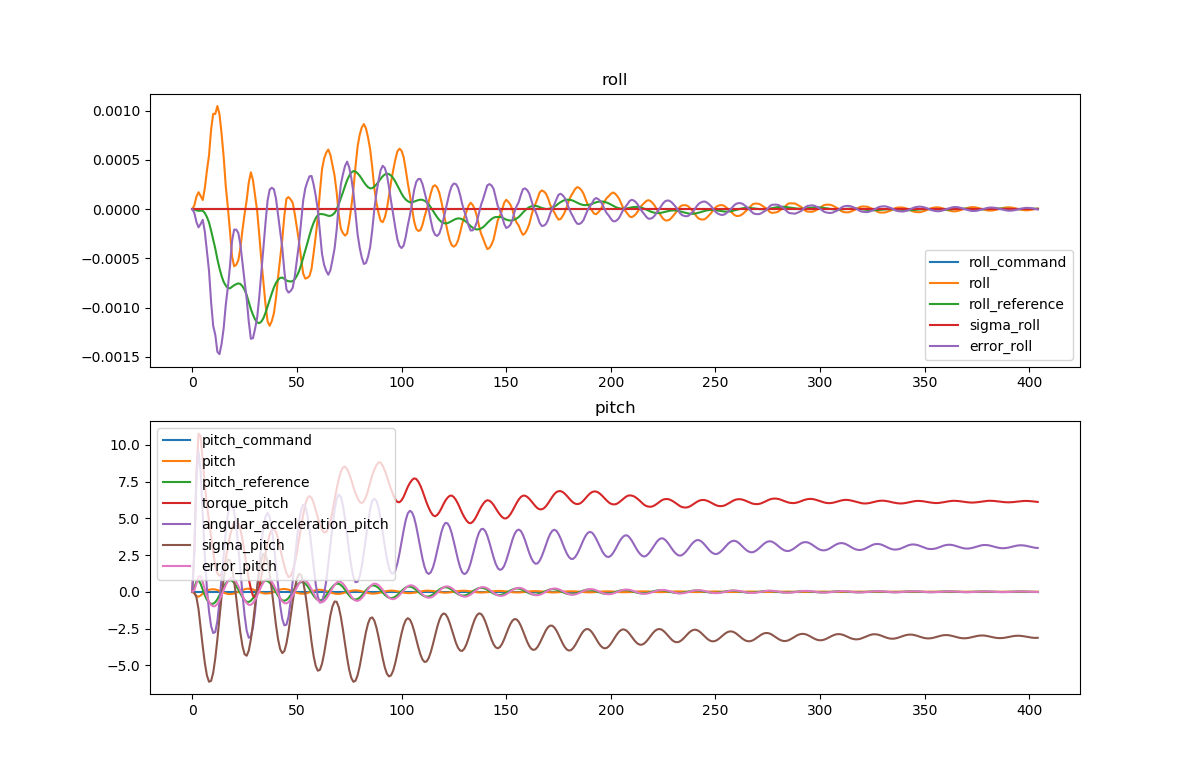 roll
0.0010
0.0005
0.0000
−0.0005
−0.0010
−0.0015
roll_command
roll
roll_reference
sigma_roll
error_roll
0 50 100 150 200 250 300 350 400
pitch
10.0
7.5
5.0
2.5
0.0
−2.5
−5.0
pitch_command
pitch
pitch_reference
torque_pitch
angular_acceleration_pitch
sigma_pitch
error_pitch
0 50 100 150 200 250 300 350 400